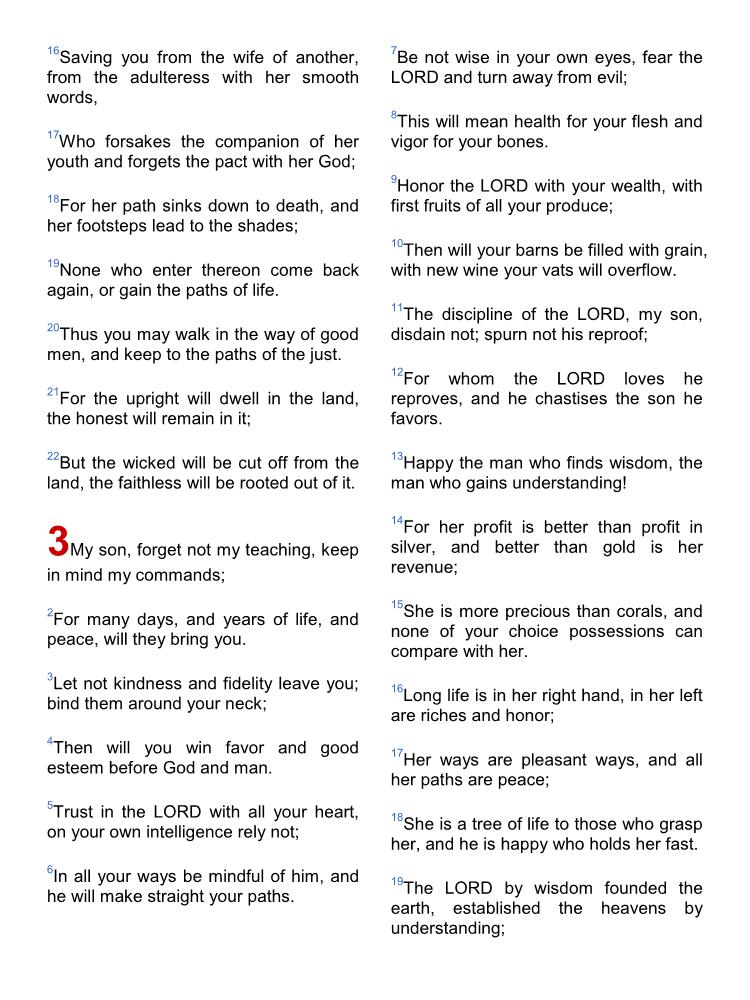 16Saving you from the wife of another,
from the adulteress with her smooth
words,
17Who forsakes the companion of her
youth and forgets the pact with her God;
18For her path sinks down to death, and
her footsteps lead to the shades;
19None who enter thereon come back
again, or gain the paths of life.
20Thus you may walk in the way of good
men, and keep to the paths of the just.
21For the upright will dwell in the land,
the honest will remain in it;
22But the wicked will be cut off from the
land, the faithless will be rooted out of it.
3My son, forget not my teaching, keep
in mind my commands;
2For many days, and years of life, and
peace, will they bring you.
3Let not kindness and fidelity leave you;
bind them around your neck;
4Then will you win favor and good
esteem before God and man.
5Trust in the LORD with all your heart,
on your own intelligence rely not;
6In all your ways be mindful of him, and
he will make straight your paths.
7Be not wise in your own eyes, fear the
LORD and turn away from evil;
8This will mean health for your flesh and
vigor for your bones.
9Honor the LORD with your wealth, with
first fruits of all your produce;
10Then will your barns be filled with grain,
with new wine your vats will overflow.
11The discipline of the LORD, my son,
disdain not; spurn not his reproof;
12For whom the LORD loves he
reproves, and he chastises the son he
favors.
13Happy the man who finds wisdom, the
man who gains understanding!
14For her profit is better than profit in
silver, and better than gold is her
revenue;
15She is more precious than corals, and
none of your choice possessions can
compare with her.
16Long life is in her right hand, in her left
are riches and honor;
17Her ways are pleasant ways, and all
her paths are peace;
18She is a tree of life to those who grasp
her, and he is happy who holds her fast.
19The LORD by wisdom founded the
earth, established the heavens by
understanding;